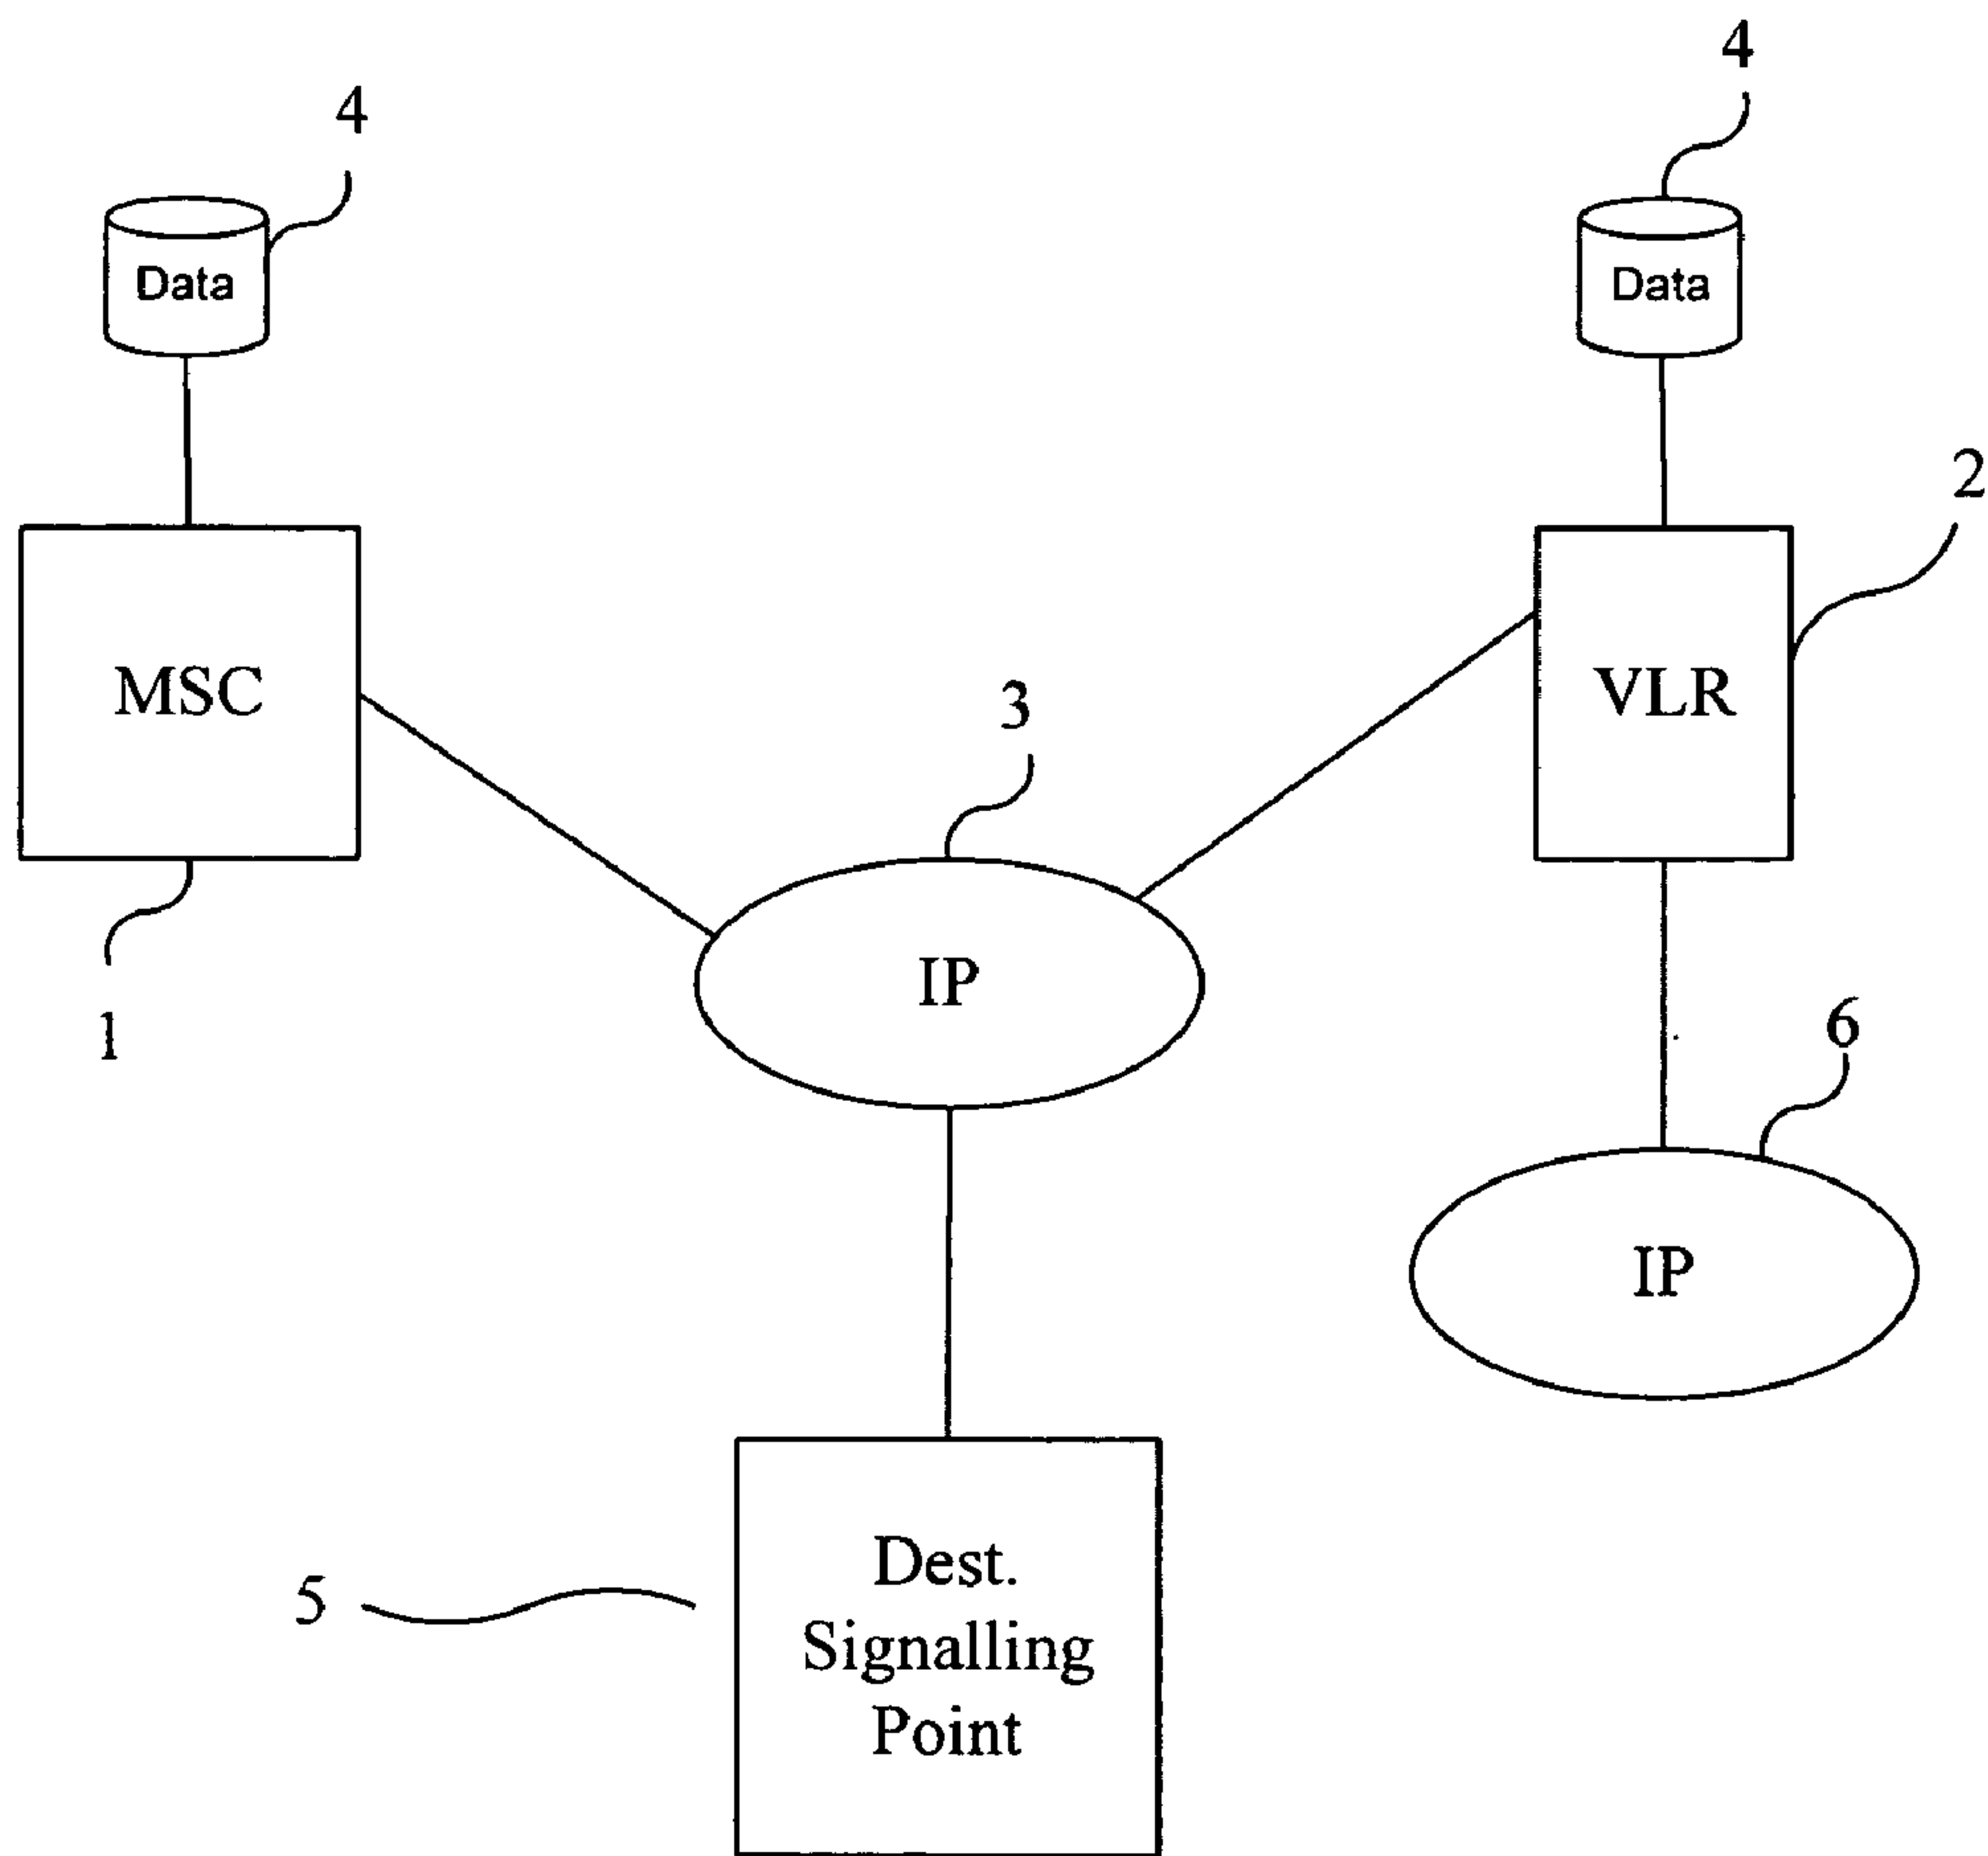 4
4
Data
Data
2
MSC
VLR
3
IP
1
6
IP
Dest.
Signalling
Point
5